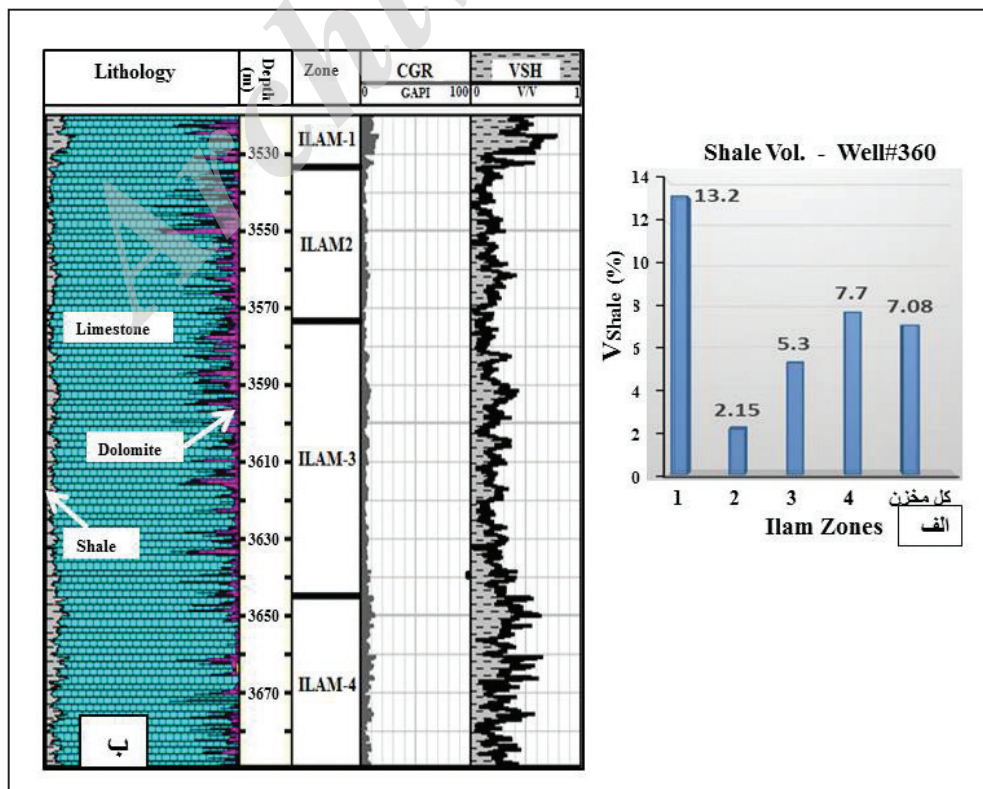 Archiv
Lithology
Depth (m)
Zone
CGR
VSH
0 GAPI 100
0 V/V 1
3530
3550
3570
3590
3610
3630
3650
3670
ILAM-1
ILAM2
ILAM-3
ILAM-4
Limestone
Dolomite
Shale
ب
Shale Vol. - Well#360
VShale (%)
14
12
10
8
6
4
2
0
13.2
2.15
5.3
7.7
7.08
1 2 3 4 کل مخزن
Ilam Zones
الف